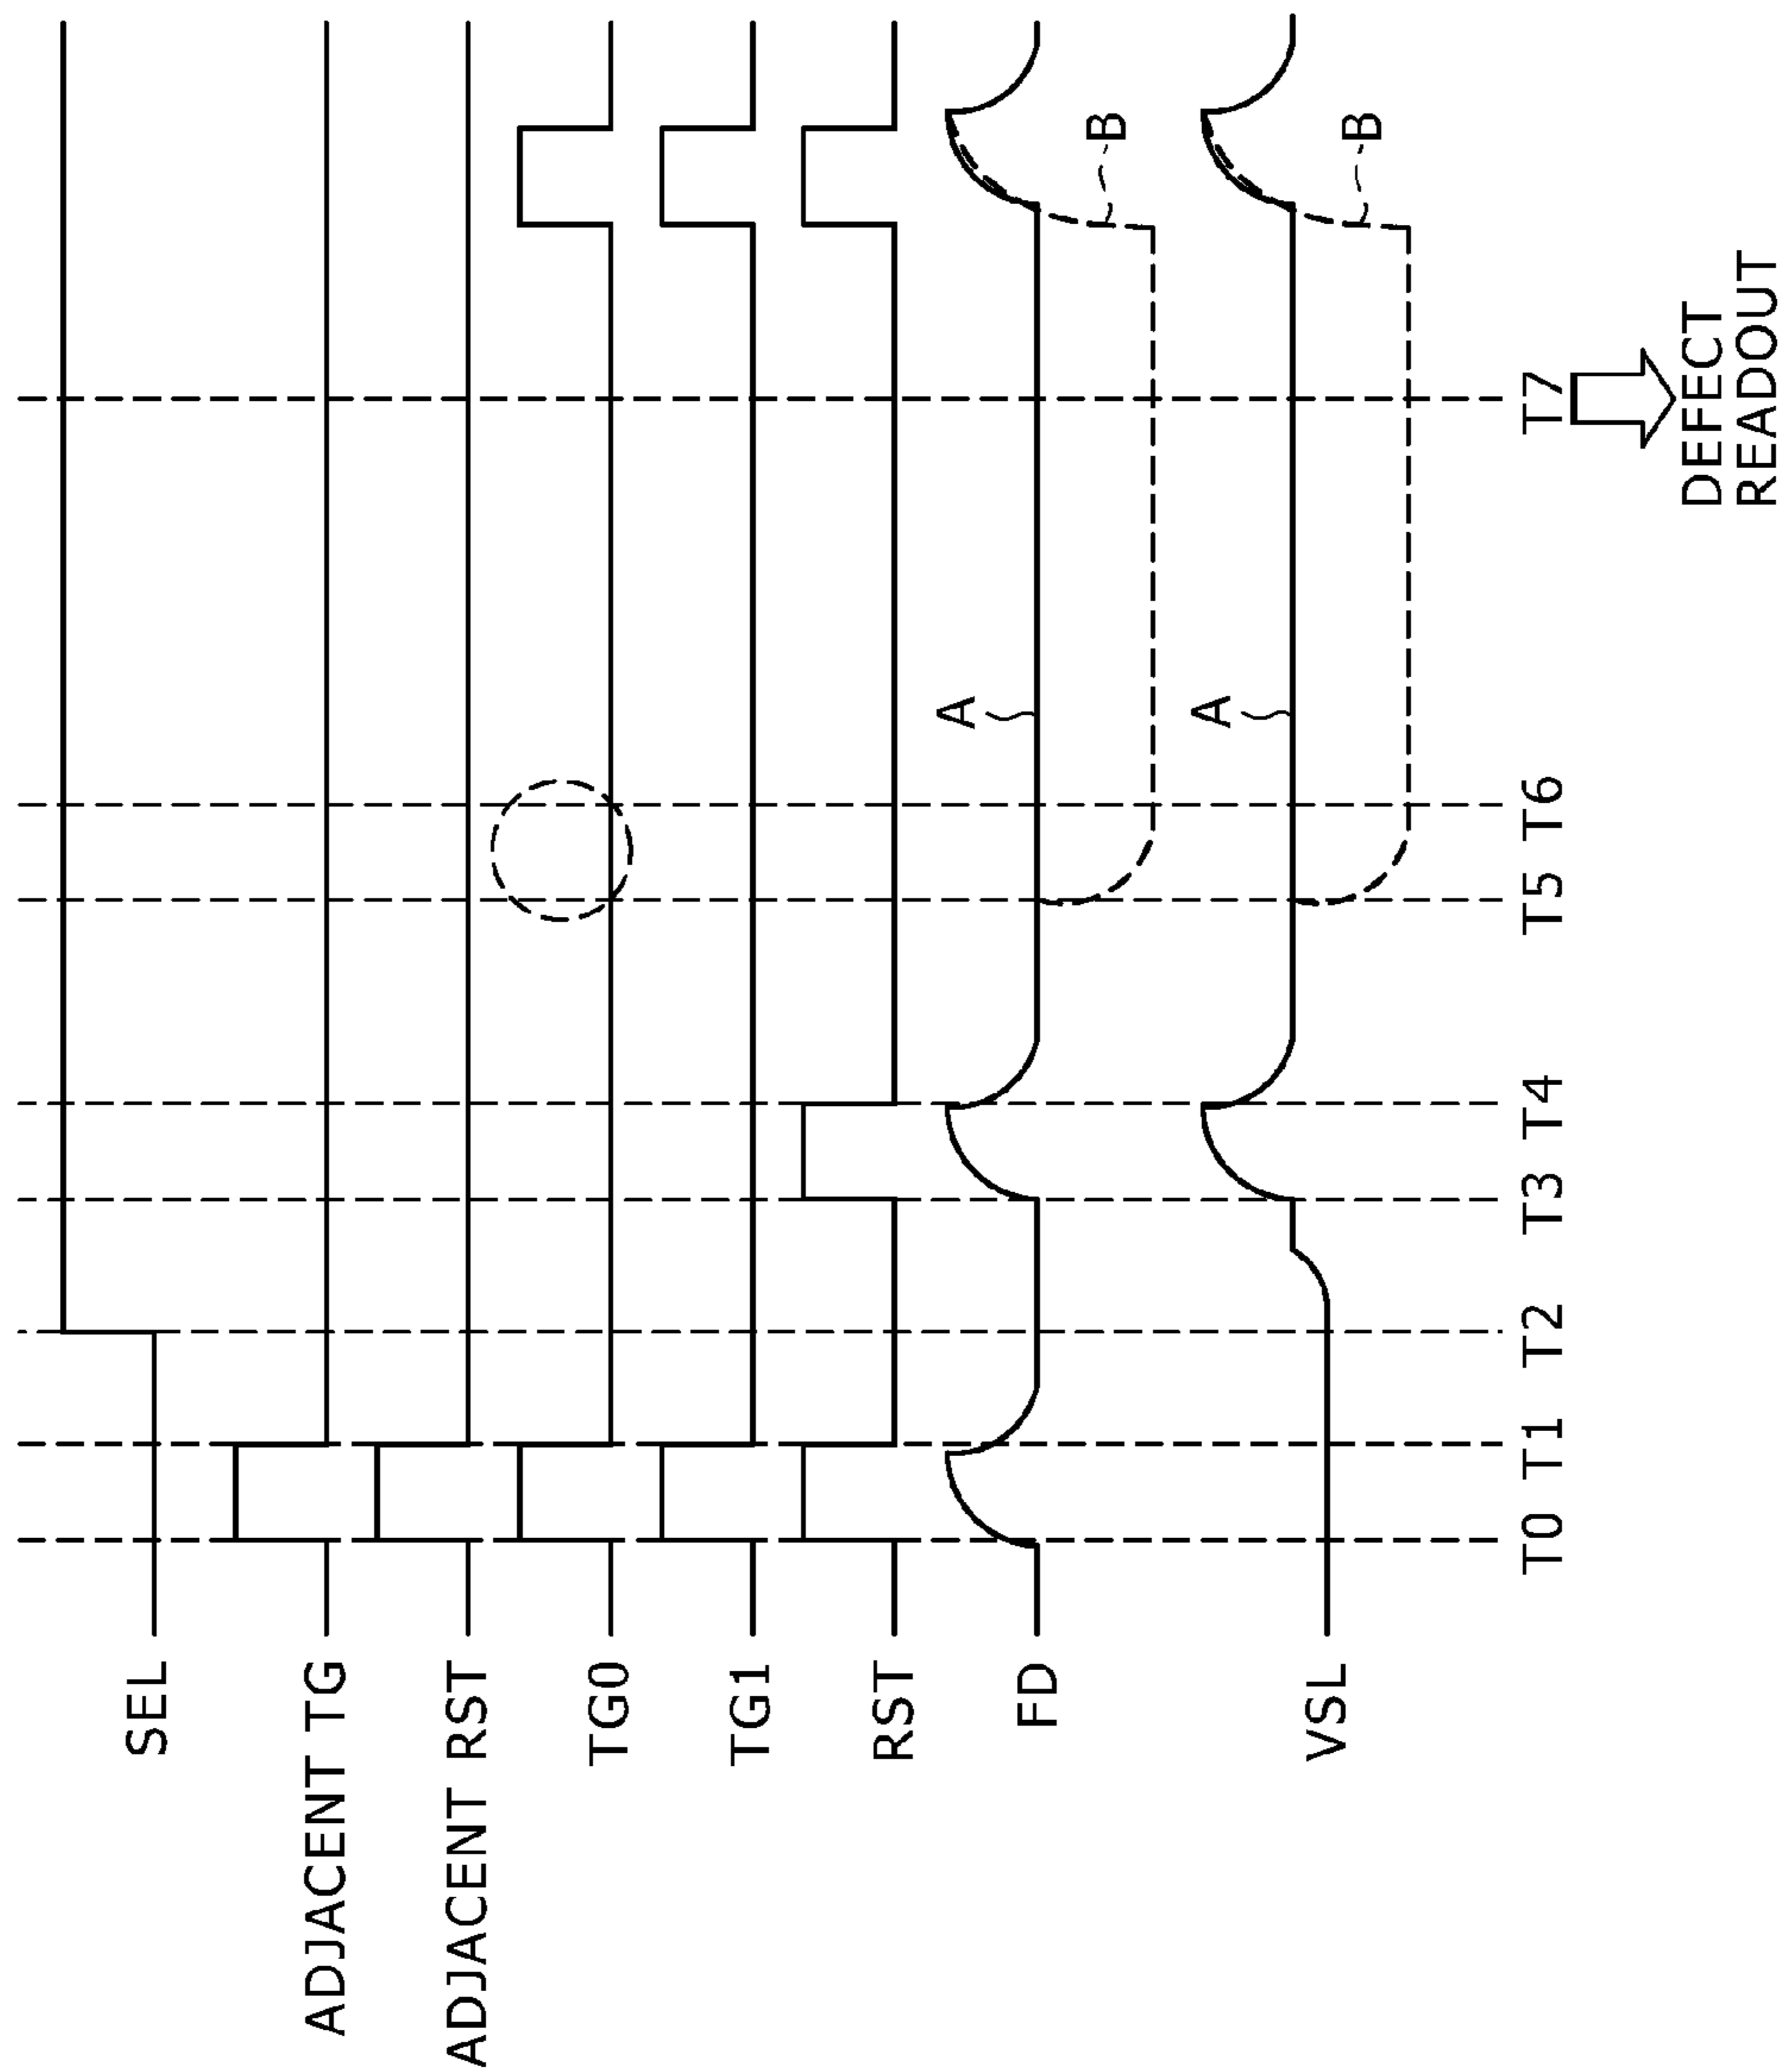 SEL
ADJACENT TG
ADJACENT RST
TG0
TG1
RST
FD
A
B
VSL
A
B
T0 T1 T2 T3 T4 T5 T6 T7
DEFECT
READOUT